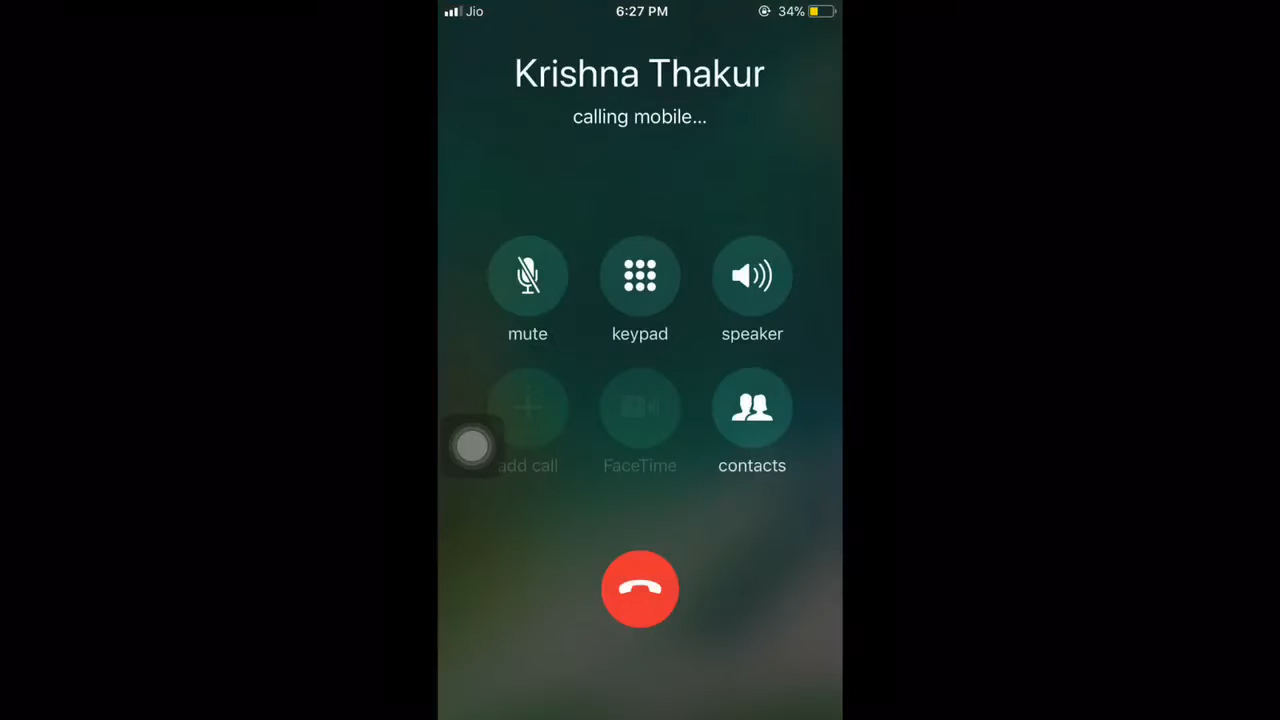 Jio 6:27 PM 34%
Krishna Thakur
calling mobile...
mute keypad speaker
add call FaceTime contacts